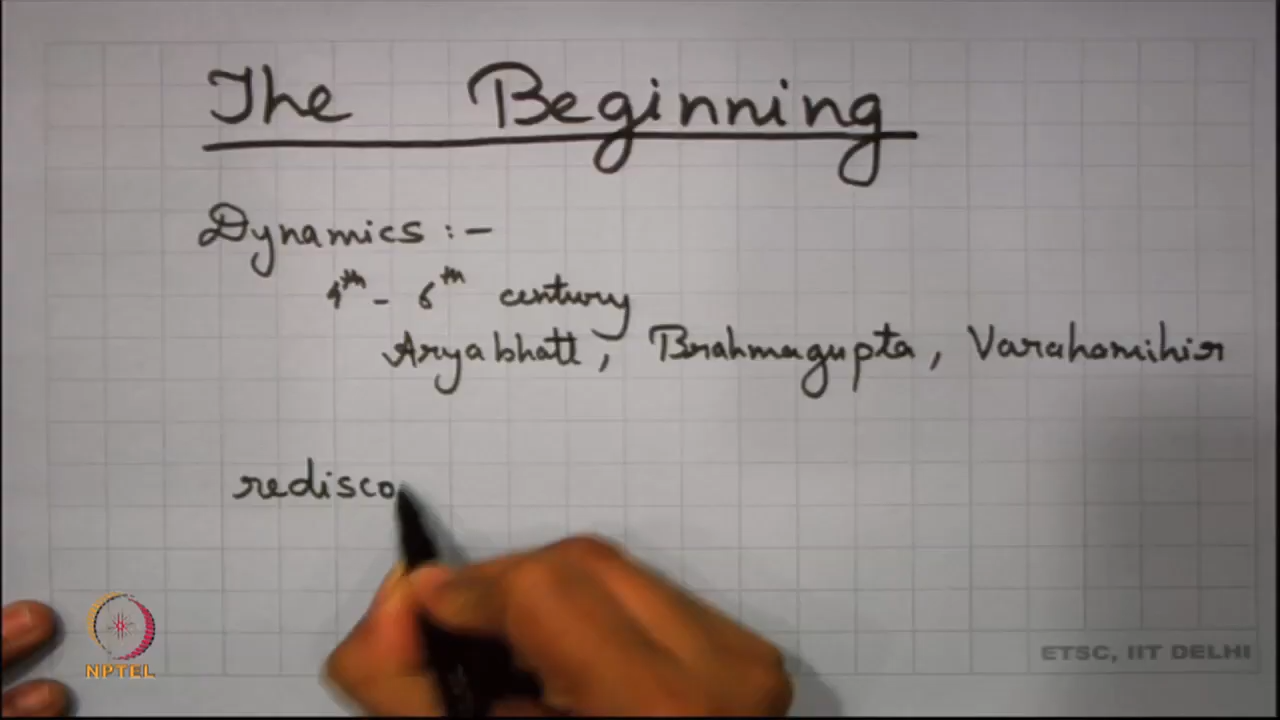 The Beginning
Dynamics :-
4th - 6th century
Aryabhatt, Brahmagupta, Varahamihir
redisco
NPTEL
ETSC, IIT DELHI